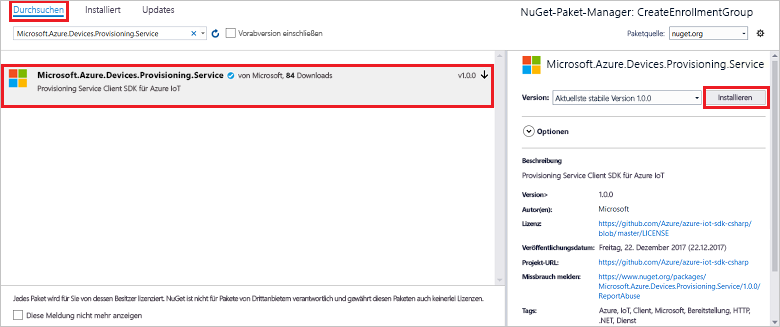 Durchsuchen Installiert Updates
NuGet-Paket-Manager: CreateEnrollmentGroup
Microsoft.Azure.Devices.Provisioning.Service
Vorabversion einschließen
Paketquelle: nuget.org
Microsoft.Azure.Devices.Provisioning.Service von Microsoft, 84 Downloads v1.0.0
Provisioning Service Client SDK für Azure IoT
Microsoft.Azure.Devices.Provisioning.Service
Version: Aktuellste stabile Version 1.0.0 Installieren
Optionen
Beschreibung
Provisioning Service Client SDK für Azure IoT
Version> 1.0.0
Autor(en): Microsoft
Lizenz: https://github.com/Azure/azure-iot-sdk-csharp/
blob/master/LICENSE
Veröffentlichungsdatum: Freitag, 22. Dezember 2017 (22.12.2017)
Projekt-URL: https://github.com/Azure/azure-iot-sdk-csharp
Missbrauch melden: https://www.nuget.org/packages/
Microsoft.Azure.Devices.Provisioning.Service/1.0.0/
ReportAbuse
Tags: Azure, IoT, Client, Microsoft, Bereitstellung, HTTP,
.NET, Dienst
Jedes Paket wird für Sie von dessen Besitzer lizenziert. NuGet ist nicht für Pakete von Drittanbietern verantwortlich und gewährt diesen Paketen auch keinerlei Lizenzen.
Diese Meldung nicht mehr anzeigen